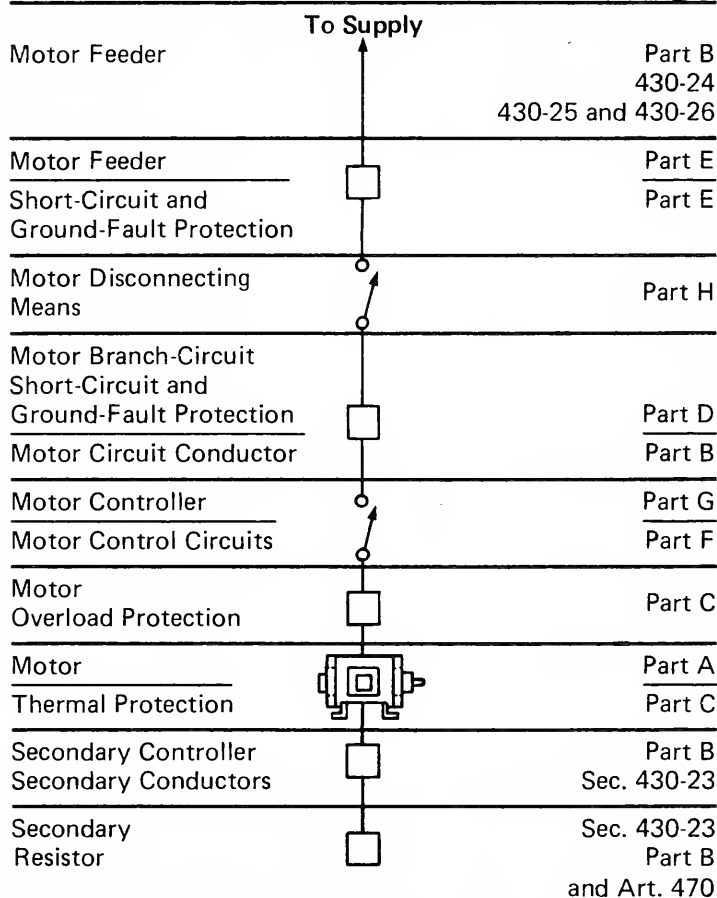 To Supply
Motor Feeder Part B
430-24
430-25 and 430-26
Motor Feeder Part E
Short-Circuit and Part E
Ground-Fault Protection
Motor Disconnecting
Means Part H
Motor Branch-Circuit
Short-Circuit and
Ground-Fault Protection Part D
Motor Circuit Conductor Part B
Motor Controller Part G
Motor Control Circuits Part F
Motor
Overload Protection Part C
Motor Part A
Thermal Protection Part C
Secondary Controller Part B
Secondary Conductors Sec. 430-23
Secondary Sec. 430-23
Resistor Part B
and Art. 470